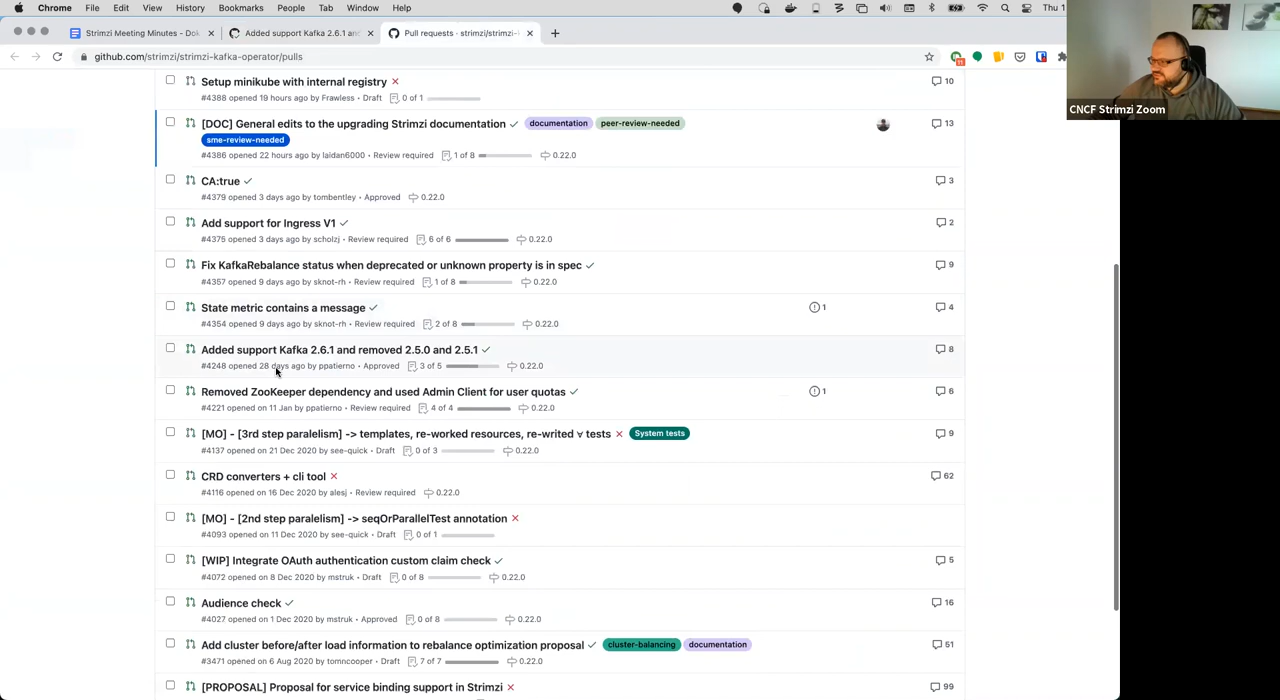 Chrome File Edit View History Bookmarks People Tab Window Help Thu 1
Strimzi Meeting Minutes - Dok Added support Kafka 2.6.1 and Pull requests · strimzi/strimzi-
github.com/strimzi/strimzi-kafka-operator/pulls
CNCF Strimzi Zoom
Setup minikube with internal registry 10
#4388 opened 19 hours ago by Frawless • Draft 0 of 1
[DOC] General edits to the upgrading Strimzi documentation documentation peer-review-needed 13
sme-review-needed
#4386 opened 22 hours ago by laidan6000 • Review required 1 of 8 0.22.0
CA:true 3
#4379 opened 3 days ago by tombentley • Approved 0.22.0
Add support for Ingress V1 2
#4375 opened 3 days ago by scholzj • Review required 6 of 6 0.22.0
Fix KafkaRebalance status when deprecated or unknown property is in spec 9
#4357 opened 9 days ago by sknot-rh • Review required 1 of 8 0.22.0
State metric contains a message 1 4
#4354 opened 9 days ago by sknot-rh • Review required 2 of 8 0.22.0
Added support Kafka 2.6.1 and removed 2.5.0 and 2.5.1 8
#4248 opened 28 days ago by ppatierno • Approved 3 of 5 0.22.0
Removed ZooKeeper dependency and used Admin Client for user quotas 1 6
#4221 opened on 11 Jan by ppatierno • Review required 4 of 4 0.22.0
[MO] - [3rd step paralelism] -> templates, re-worked resources, re-writed ∀ tests System tests 9
#4137 opened on 21 Dec 2020 by see-quick • Draft 0 of 3 0.22.0
CRD converters + cli tool 62
#4116 opened on 16 Dec 2020 by alesj • Review required 0.22.0
[MO] - [2nd step paralelism] -> seqOrParallelTest annotation
#4093 opened on 11 Dec 2020 by see-quick • Draft 0 of 1
[WIP] Integrate OAuth authentication custom claim check 5
#4072 opened on 8 Dec 2020 by mstruk • Draft 0 of 8 0.22.0
Audience check 16
#4027 opened on 1 Dec 2020 by mstruk • Approved 0 of 8 0.22.0
Add cluster before/after load information to rebalance optimization proposal cluster-balancing documentation 51
#3471 opened on 6 Aug 2020 by tomncooper • Draft 7 of 7 0.22.0
[PROPOSAL] Proposal for service binding support in Strimzi 99